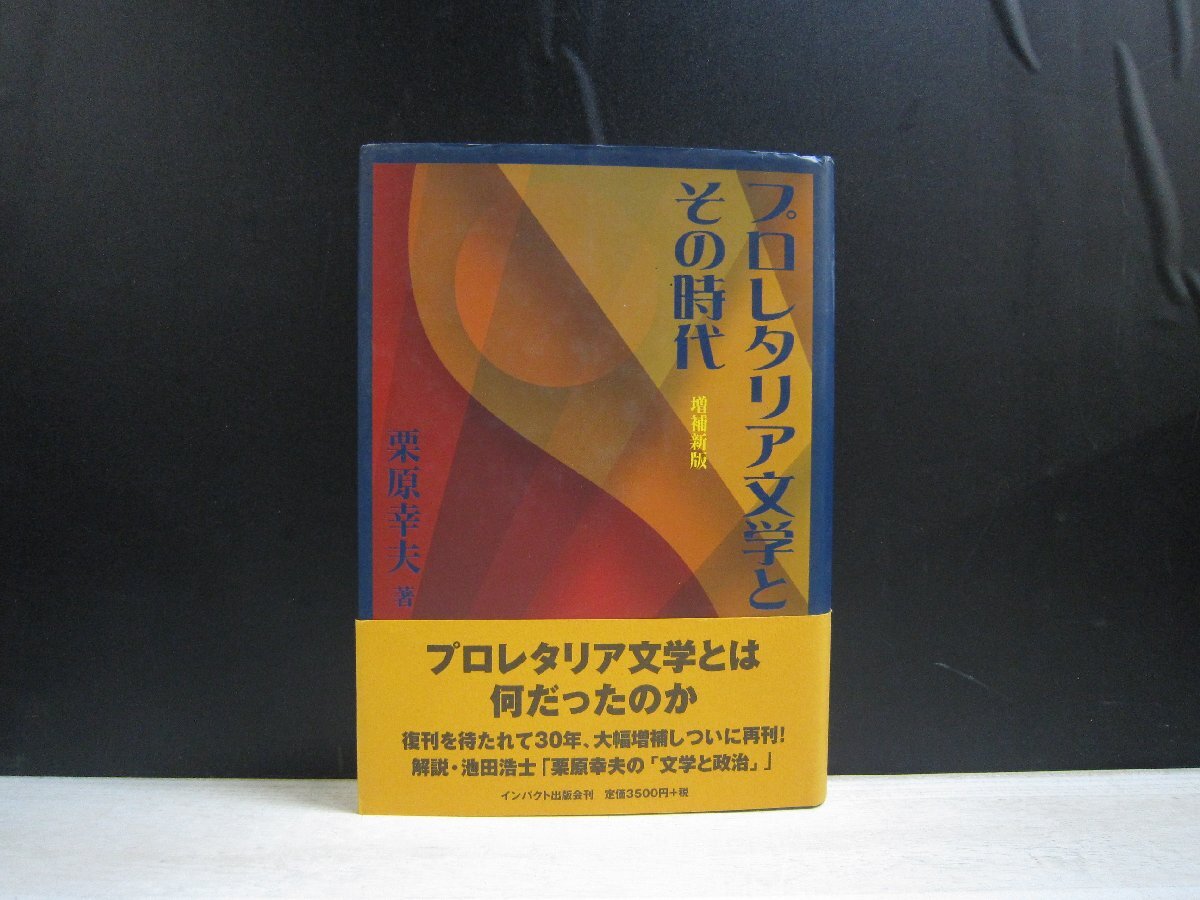 プロレタリア文学と
その時代
増補新版
栗原幸夫 著
プロレタリア文学とは
何だったのか
復刊を待たれて30年、大幅増補しついに再刊!
解説・池田浩士「栗原幸夫の「文学と政治」」
インパクト出版会刊 定価3500円+税